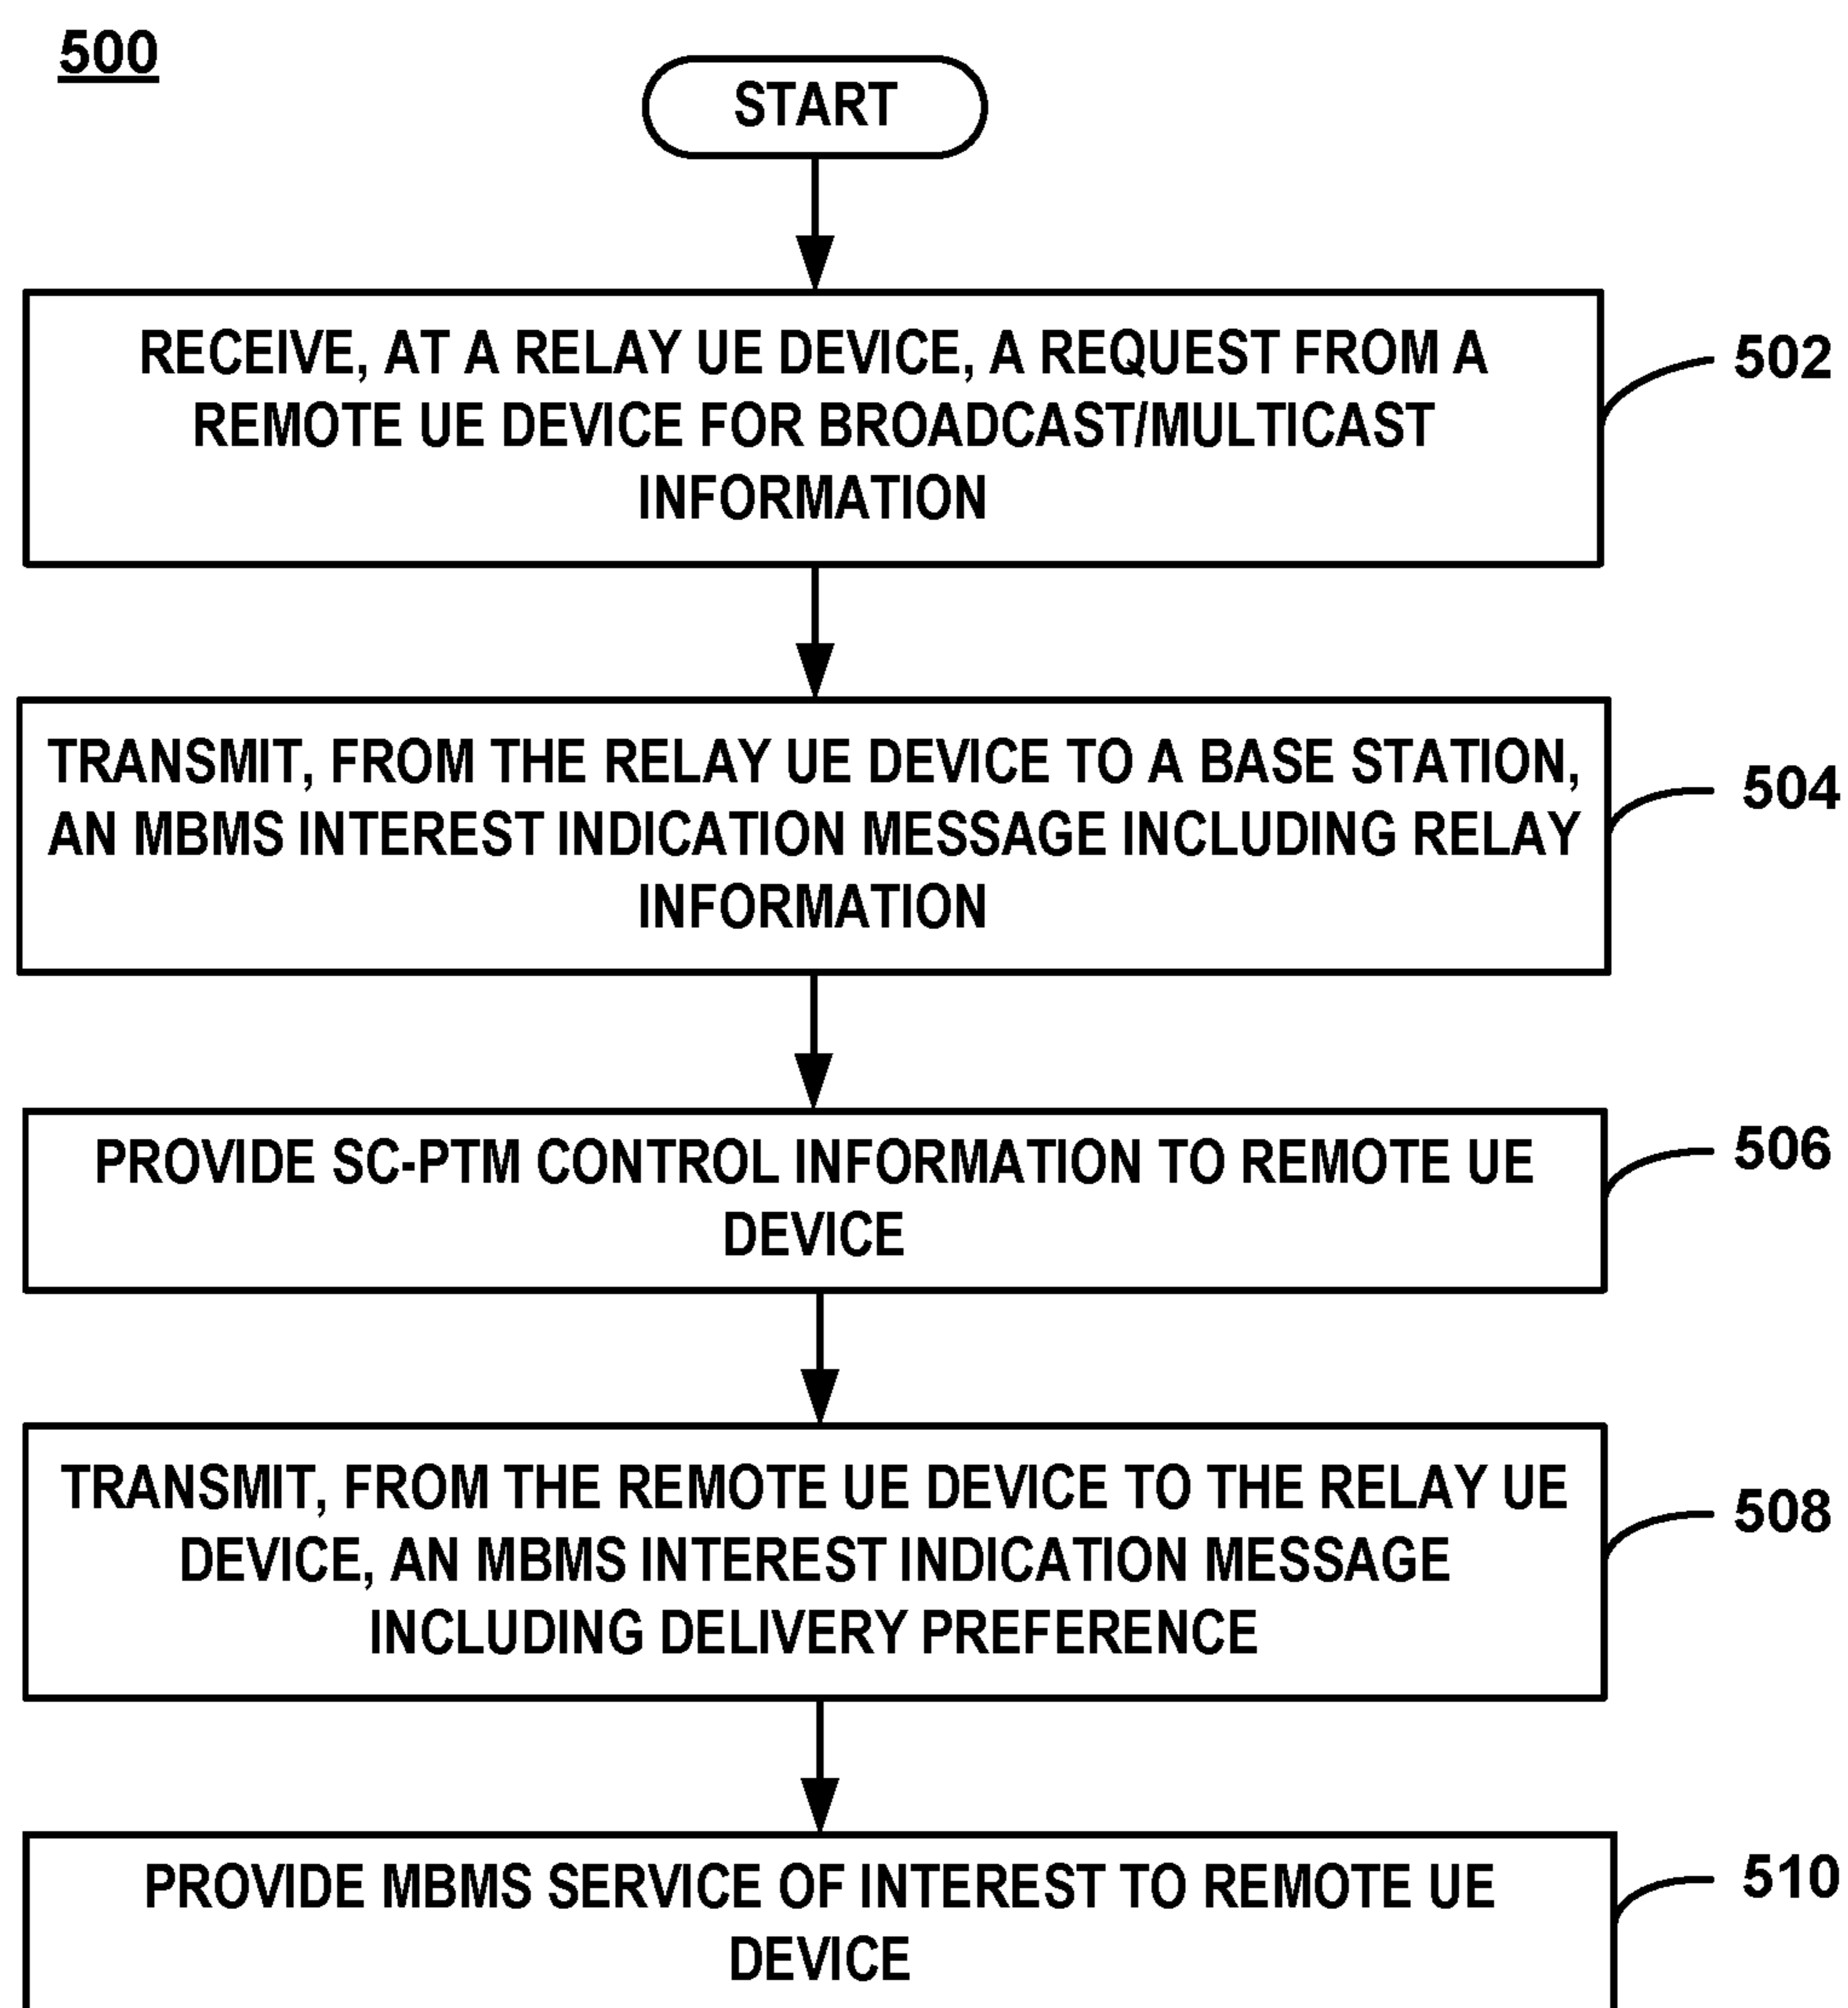 500
START
RECEIVE, AT A RELAY UE DEVICE, A REQUEST FROM A
REMOTE UE DEVICE FOR BROADCAST/MULTICAST
INFORMATION
502
TRANSMIT, FROM THE RELAY UE DEVICE TO A BASE STATION,
AN MBMS INTEREST INDICATION MESSAGE INCLUDING RELAY
INFORMATION
504
PROVIDE SC-PTM CONTROL INFORMATION TO REMOTE UE
DEVICE
506
TRANSMIT, FROM THE REMOTE UE DEVICE TO THE RELAY UE
DEVICE, AN MBMS INTEREST INDICATION MESSAGE
INCLUDING DELIVERY PREFERENCE
508
PROVIDE MBMS SERVICE OF INTEREST TO REMOTE UE
DEVICE
510